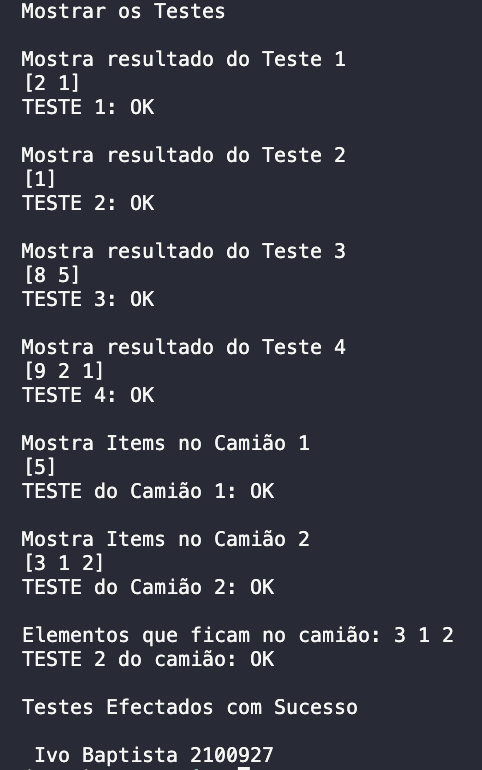 Mostrar os Testes
Mostra resultado do Teste 1
[2 1]
TESTE 1: OK
Mostra resultado do Teste 2
[1]
TESTE 2: OK
Mostra resultado do Teste 3
[8 5]
TESTE 3: OK
Mostra resultado do Teste 4
[9 2 1]
TESTE 4: OK
Mostra Items no Camião 1
[5]
TESTE do Camião 1: OK
Mostra Items no Camião 2
[3 1 2]
TESTE do Camião 2: OK
Elementos que ficam no camião: 3 1 2
TESTE 2 do camião: OK
Testes Efectados com Sucesso
Ivo Baptista 2100927